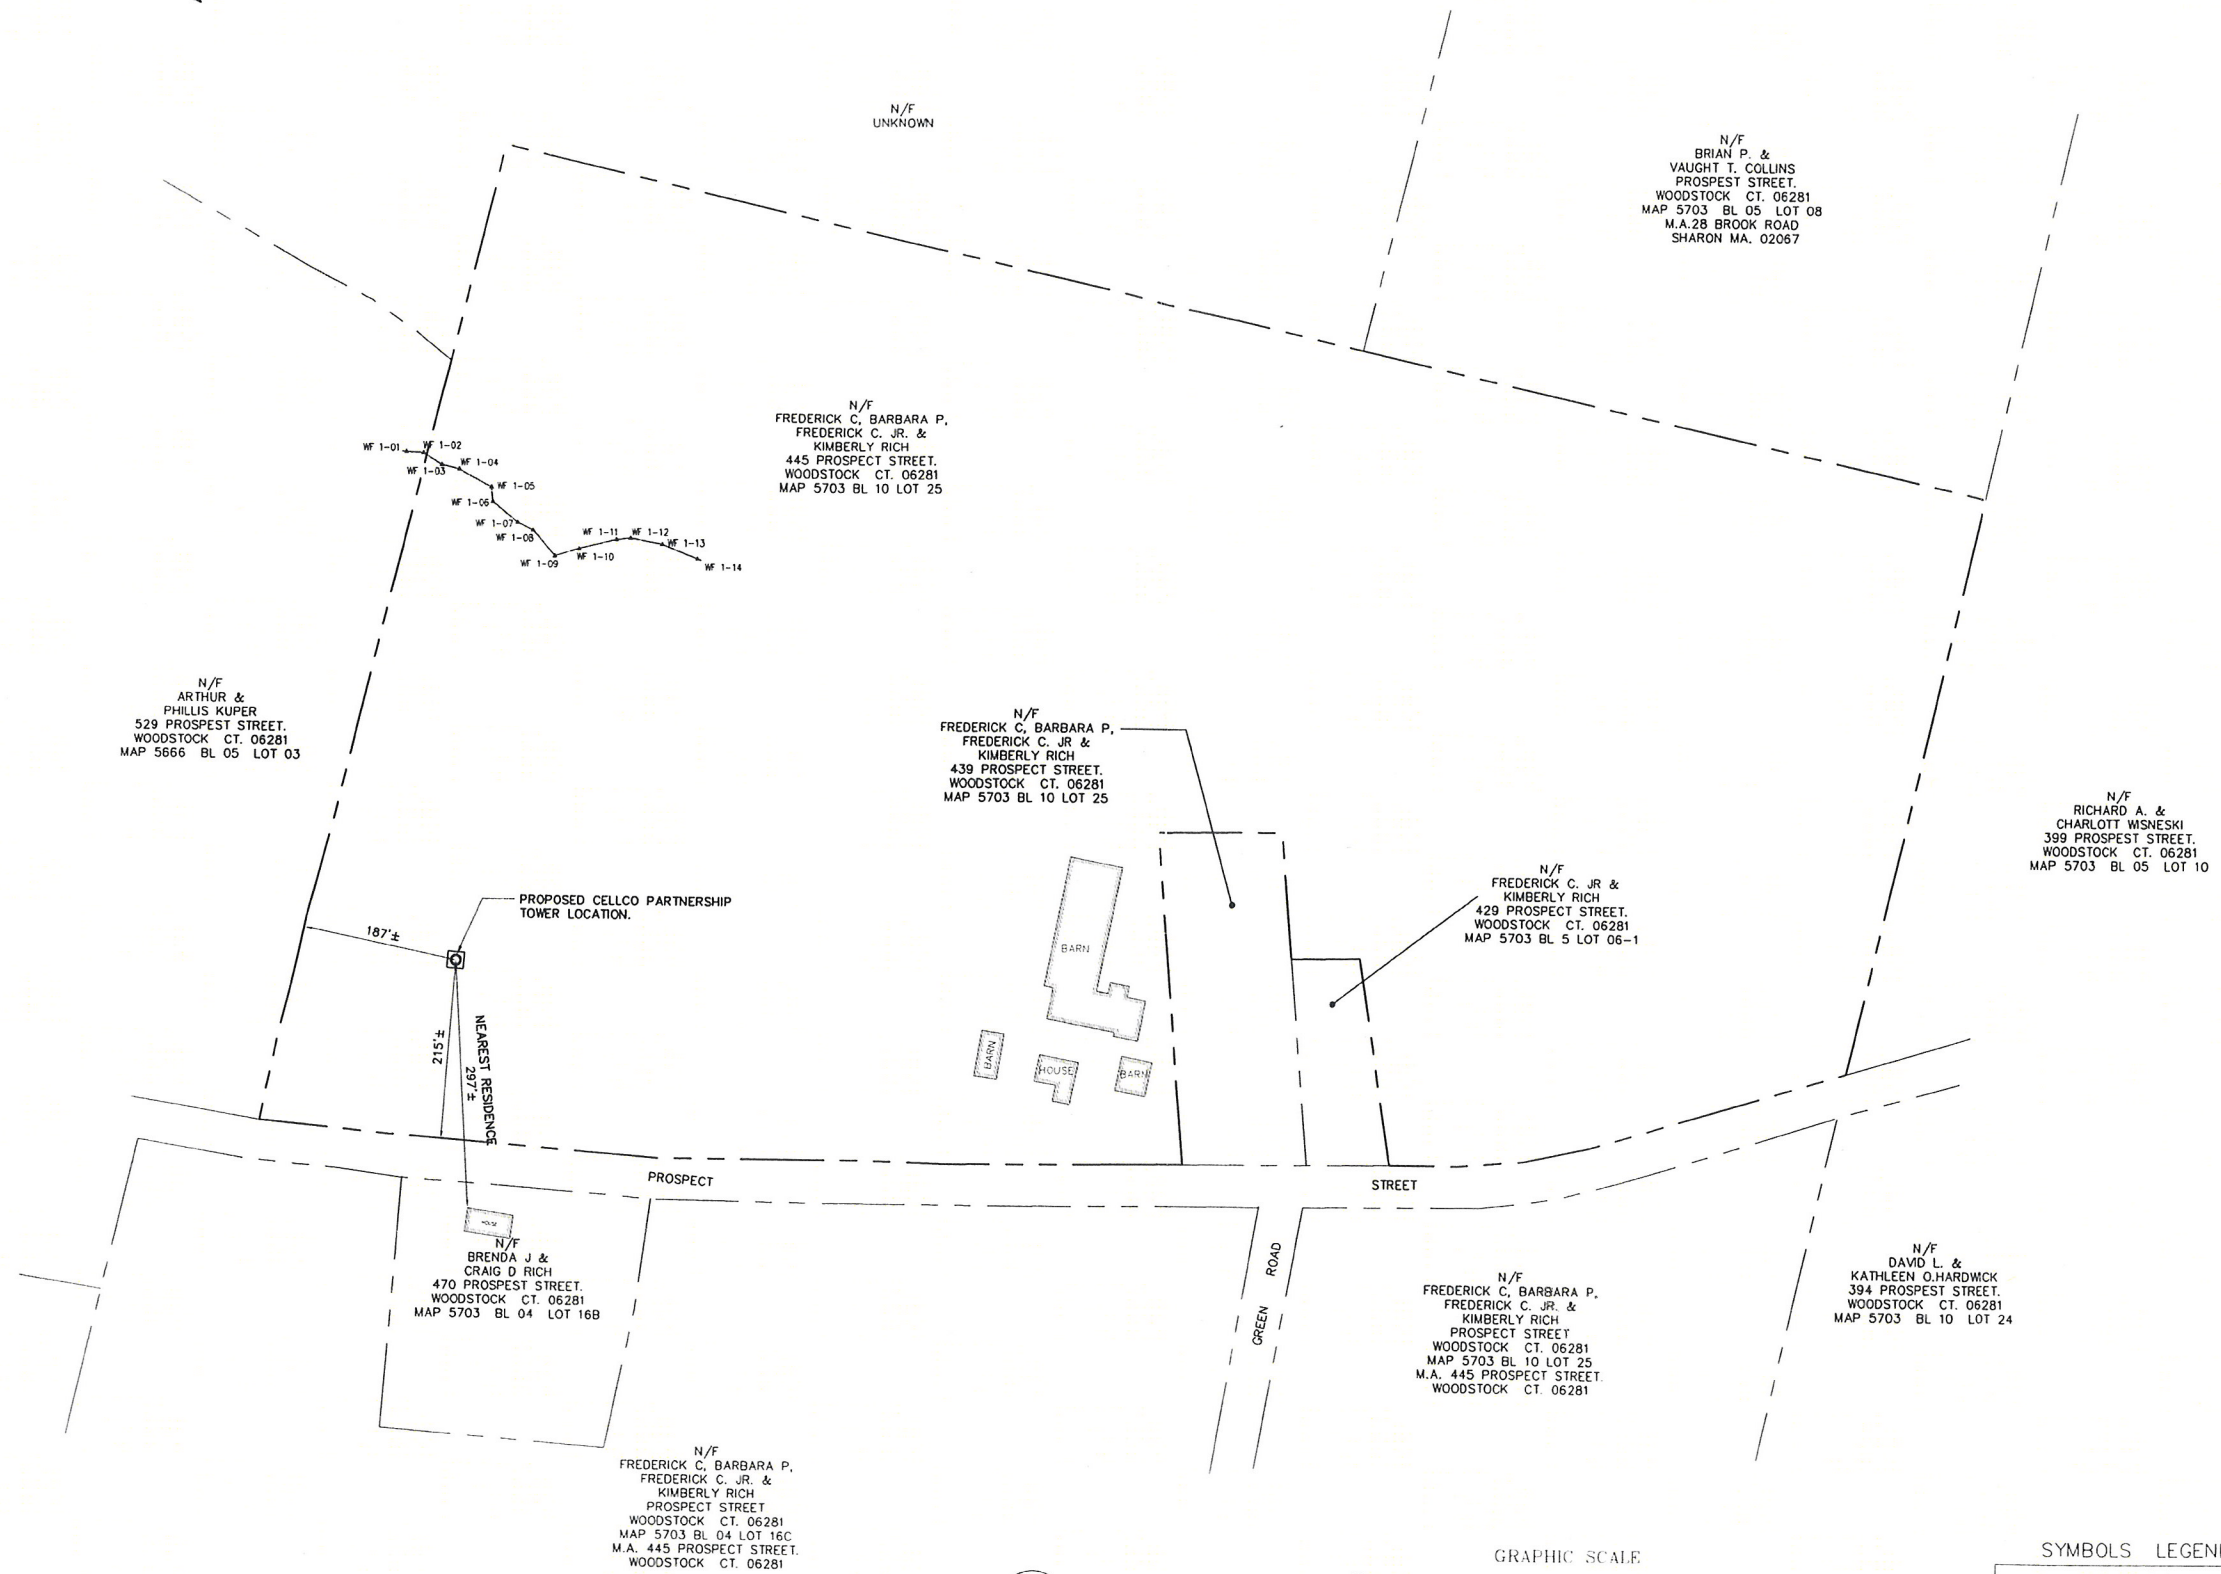 N/F
UNKNOWN
N/F
BRIAN P. &
VAUGHT T. COLLINS
PROSPEST STREET.
WOODSTOCK CT. 06281
MAP 5703 BL 05 LOT 08
M.A.28 BROOK ROAD
SHARON MA. 02067
N/F
FREDERICK C, BARBARA P,
FREDERICK C. JR. &
KIMBERLY RICH
445 PROSPECT STREET.
WOODSTOCK CT. 06281
MAP 5703 BL 10 LOT 25
WF 1-01
WF 1-02
WF 1-03
WF 1-04
WF 1-05
WF 1-06
WF 1-07
WF 1-08
WF 1-09
WF 1-10
WF 1-11
WF 1-12
WF 1-13
WF 1-14
N/F
ARTHUR &
PHILLIS KUPER
529 PROSPEST STREET.
WOODSTOCK CT. 06281
MAP 5666 BL 05 LOT 03
N/F
FREDERICK C, BARBARA P,
FREDERICK C. JR &
KIMBERLY RICH
439 PROSPECT STREET.
WOODSTOCK CT. 06281
MAP 5703 BL 10 LOT 25
N/F
RICHARD A. &
CHARLOTT WISNESKI
399 PROSPEST STREET.
WOODSTOCK CT. 06281
MAP 5703 BL 05 LOT 10
N/F
FREDERICK C. JR &
KIMBERLY RICH
429 PROSPECT STREET.
WOODSTOCK CT. 06281
MAP 5703 BL 5 LOT 06-1
PROPOSED CELLCO PARTNERSHIP
TOWER LOCATION.
187'±
215'±
NEAREST RESIDENCE
297'±
BARN
BARN
HOUSE
BARN
PROSPECT
STREET
HOUSE
N/F
BRENDA J &
CRAIG D RICH
470 PROSPEST STREET.
WOODSTOCK CT. 06281
MAP 5703 BL 04 LOT 16B
GREEN ROAD
N/F
FREDERICK C, BARBARA P,
FREDERICK C. JR. &
KIMBERLY RICH
PROSPECT STREET
WOODSTOCK CT. 06281
MAP 5703 BL 10 LOT 25
M.A. 445 PROSPECT STREET.
WOODSTOCK CT. 06281
N/F
DAVID L. &
KATHLEEN O.HARDWICK
394 PROSPEST STREET.
WOODSTOCK CT. 06281
MAP 5703 BL 10 LOT 24
N/F
FREDERICK C, BARBARA P,
FREDERICK C. JR. &
KIMBERLY RICH
PROSPECT STREET
WOODSTOCK CT. 06281
MAP 5703 BL 04 LOT 16C
M.A. 445 PROSPECT STREET.
WOODSTOCK CT. 06281
GRAPHIC SCALE
SYMBOLS LEGEN